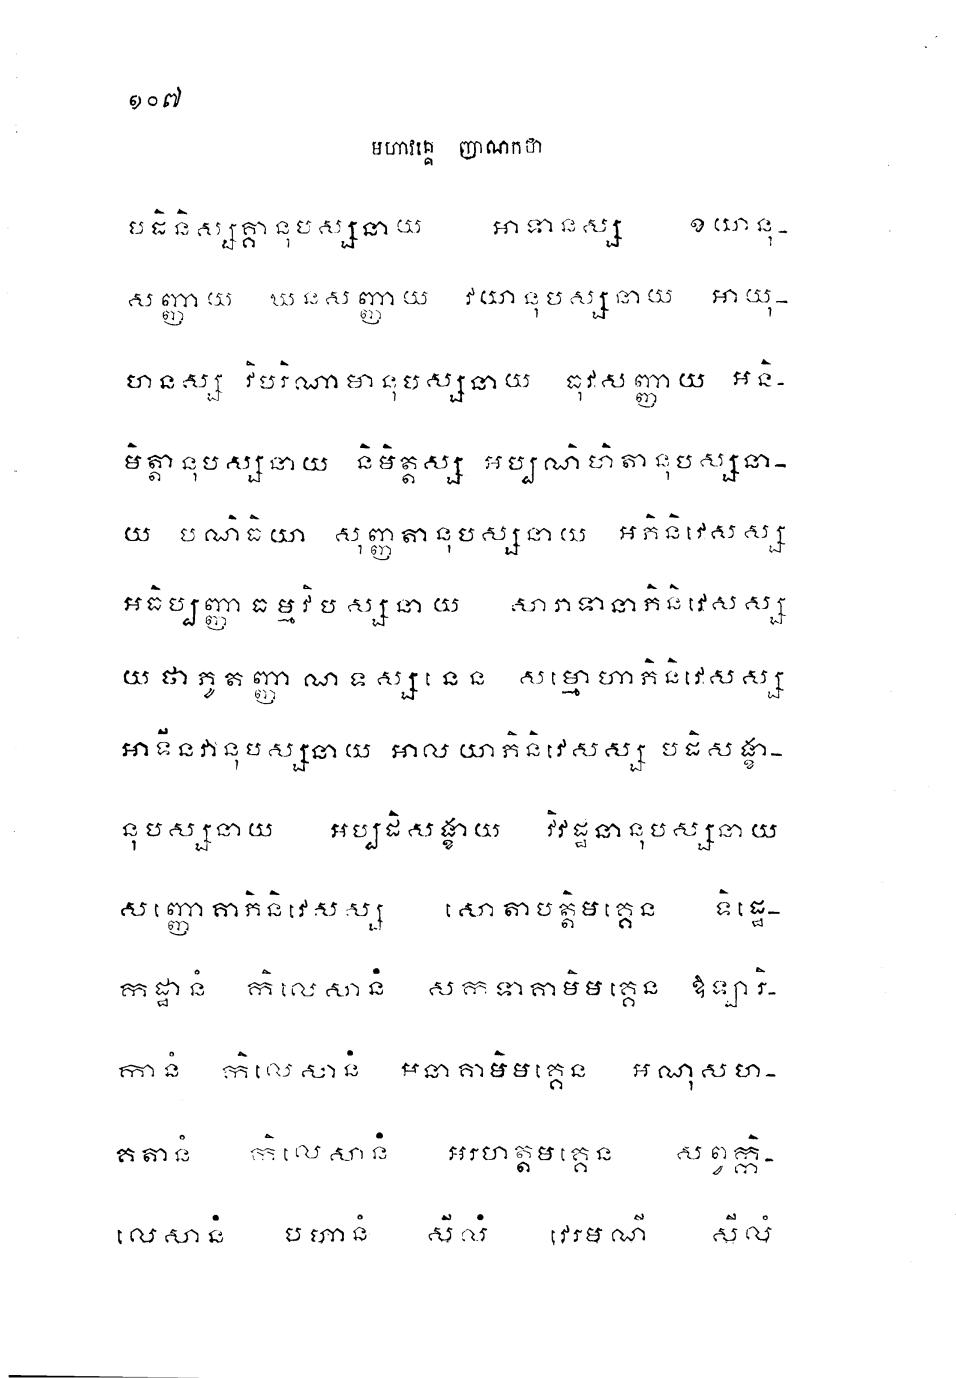 ១០៧
មហាវគ្គេ ញាណកថា
បដិនិស្សគ្គានុបស្សនាយ អាទានស្ស ខយានុ-
សញ្ញាយ ឃនសញ្ញាយ វយានុបស្សនាយ អាយុ-
ហនស្ស វិបរិណាមានុបស្សនាយ ធុវសញ្ញាយ អនិ-
មិត្តានុបស្សនាយ និមិត្តស្ស អប្បណិហិតានុបស្សនា-
យ បណិធិយា សុញ្ញតានុបស្សនាយ អភិនិវេសស្ស
អធិប្បញ្ញាធម្មវិបស្សនាយ សារាទានាភិនិវេសស្ស
យថាភូតញ្ញាណទស្សនេន សម្មោហាភិនិវេសស្ស
អាទីនវានុបស្សនាយ អាលយាភិនិវេសស្ស បដិសង្ខា-
នុបស្សនាយ អប្បដិសង្ខាយ វិវដ្ដនានុបស្សនាយ
សញ្ញោគាភិនិវេសស្ស សោតាបត្តិមគ្គេន ទិដ្ឋេ-
កដ្ឋានំ កិលេសានំ សកទាគាមិមគ្គេន ឱឡារិ-
កានំ កិលេសានំ អនាគាមិមគ្គេន អណុសហ-
គតានំ កិលេសានំ អរហត្តមគ្គេន សព្វក្កិ-
លេសានំ បហានំ សីលំ វេរមណី សីលំ